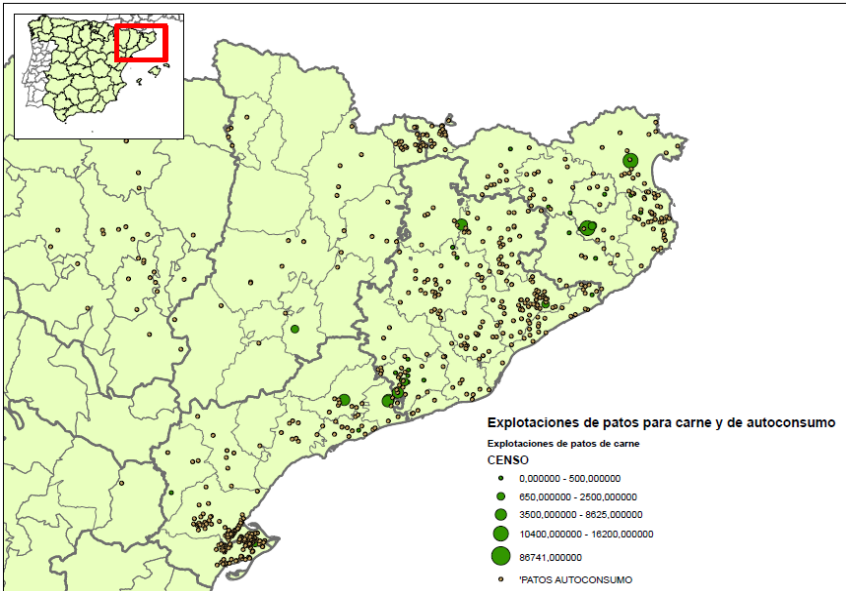 Explotaciones de patos para carne y de autoconsumo
Explotaciones de patos de carne
CENSO
0,000000 - 500,000000
650,000000 - 2500,000000
3500,000000 - 8625,000000
10400,000000 - 16200,000000
86741,000000
'PATOS AUTOCONSUMO